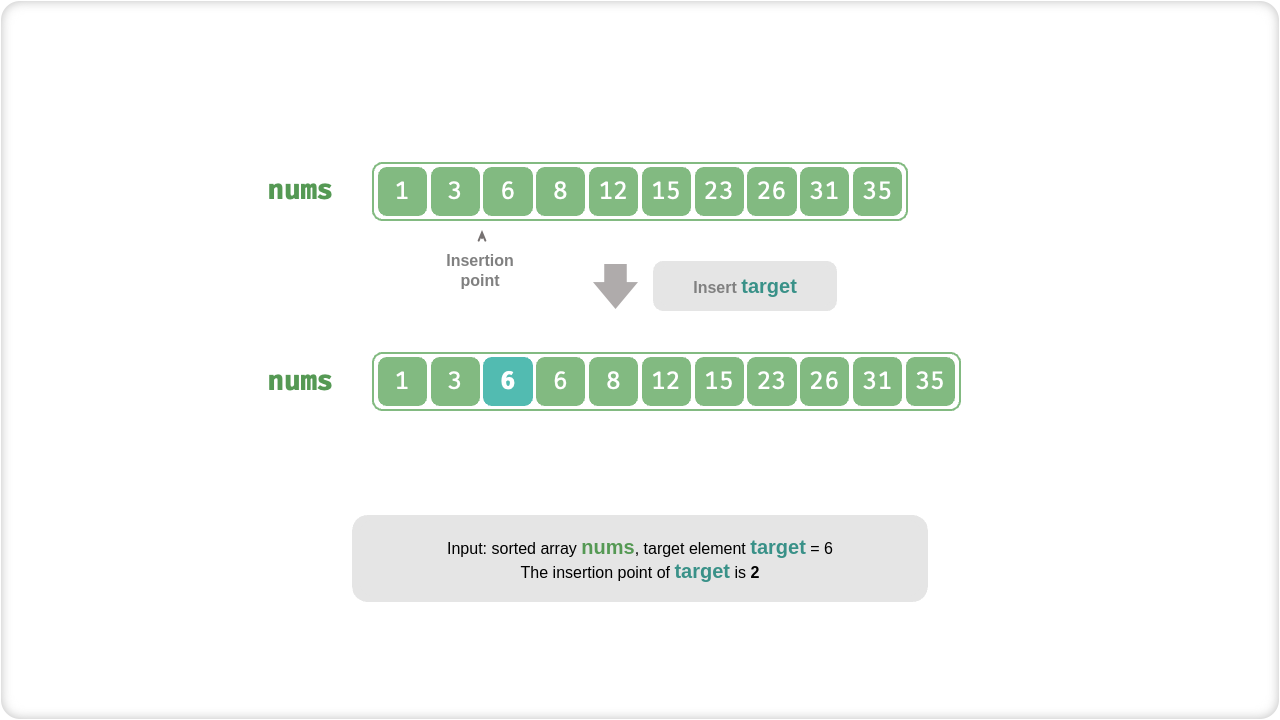 nums 1 3 6 8 12 15 23 26 31 35
Insertion
point
Insert target
nums 1 3 6 6 8 12 15 23 26 31 35
Input: sorted array nums, target element target = 6
The insertion point of target is 2